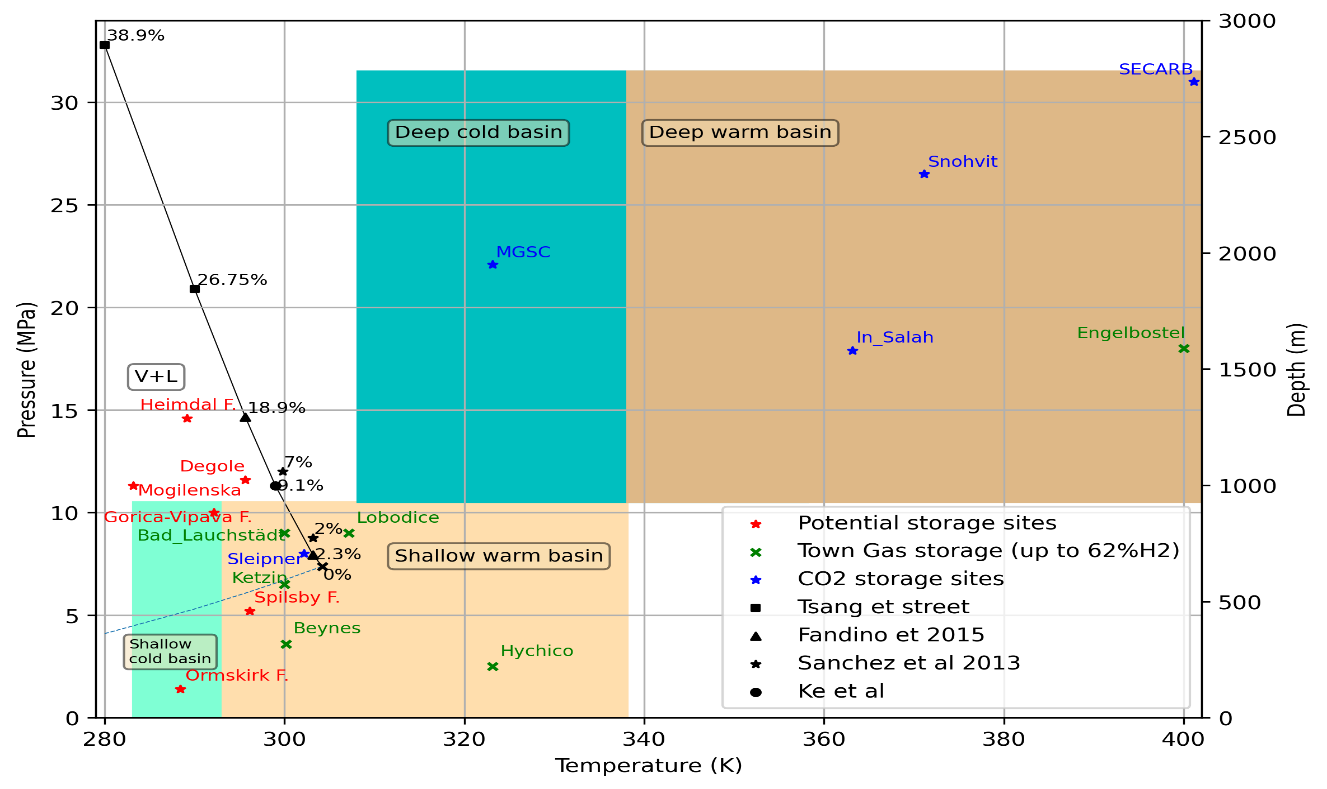 38.9%
3000
SECARB
30
Deep cold basin
Deep warm basin
2500
Snohvit
26.75%
25
MGSC
2000
20
In_Salah
Engelbostel
Pressure (MPa)
Depth (m)
V+L
1500
Heimdal F.
18.9%
15
Degole
7%
Mogilenska
9.1%
1000
10
Gorica-Vipava F.
Lobodice
2%
Bad_Lauchstädt
Sleipner
2.3%
Shallow warm basin
Ketzin
0%
Spilsby F.
5
500
Beynes
Shallow
cold basin
Hychico
Ormskirk F.
Potential storage sites
Town Gas storage (up to 62%H2)
CO2 storage sites
Tsang et street
Fandino et 2015
Sanchez et al 2013
Ke et al
0
0
280
300
320
340
360
380
400
Temperature (K)